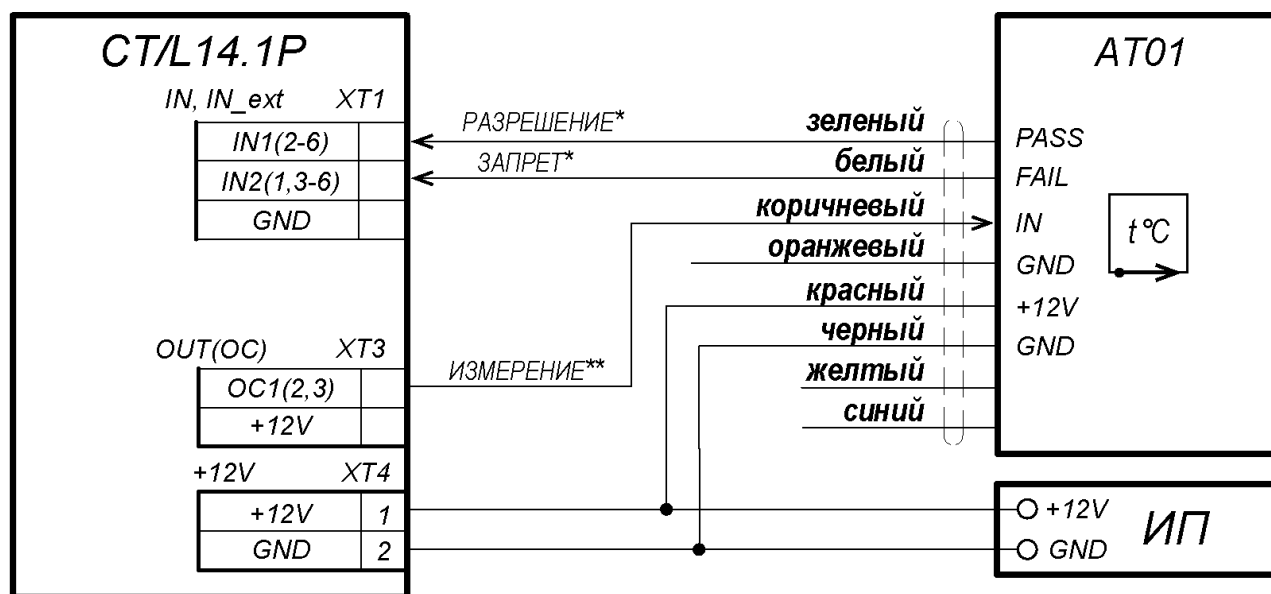 CT/L14.1P
IN, IN_ext XT1
IN1(2-6)
IN2(1,3-6)
GND
OUT(OC) XT3
OC1(2,3)
+12V
+12V XT4
+12V 1
GND 2
РАЗРЕШЕНИЕ*
ЗАПРЕТ*
ИЗМЕРЕНИЕ**
зеленый
белый
коричневый
оранжевый
красный
черный
желтый
синий
AT01
PASS
FAIL
IN
GND
+12V
GND
t°C
+12V
GND
ИП